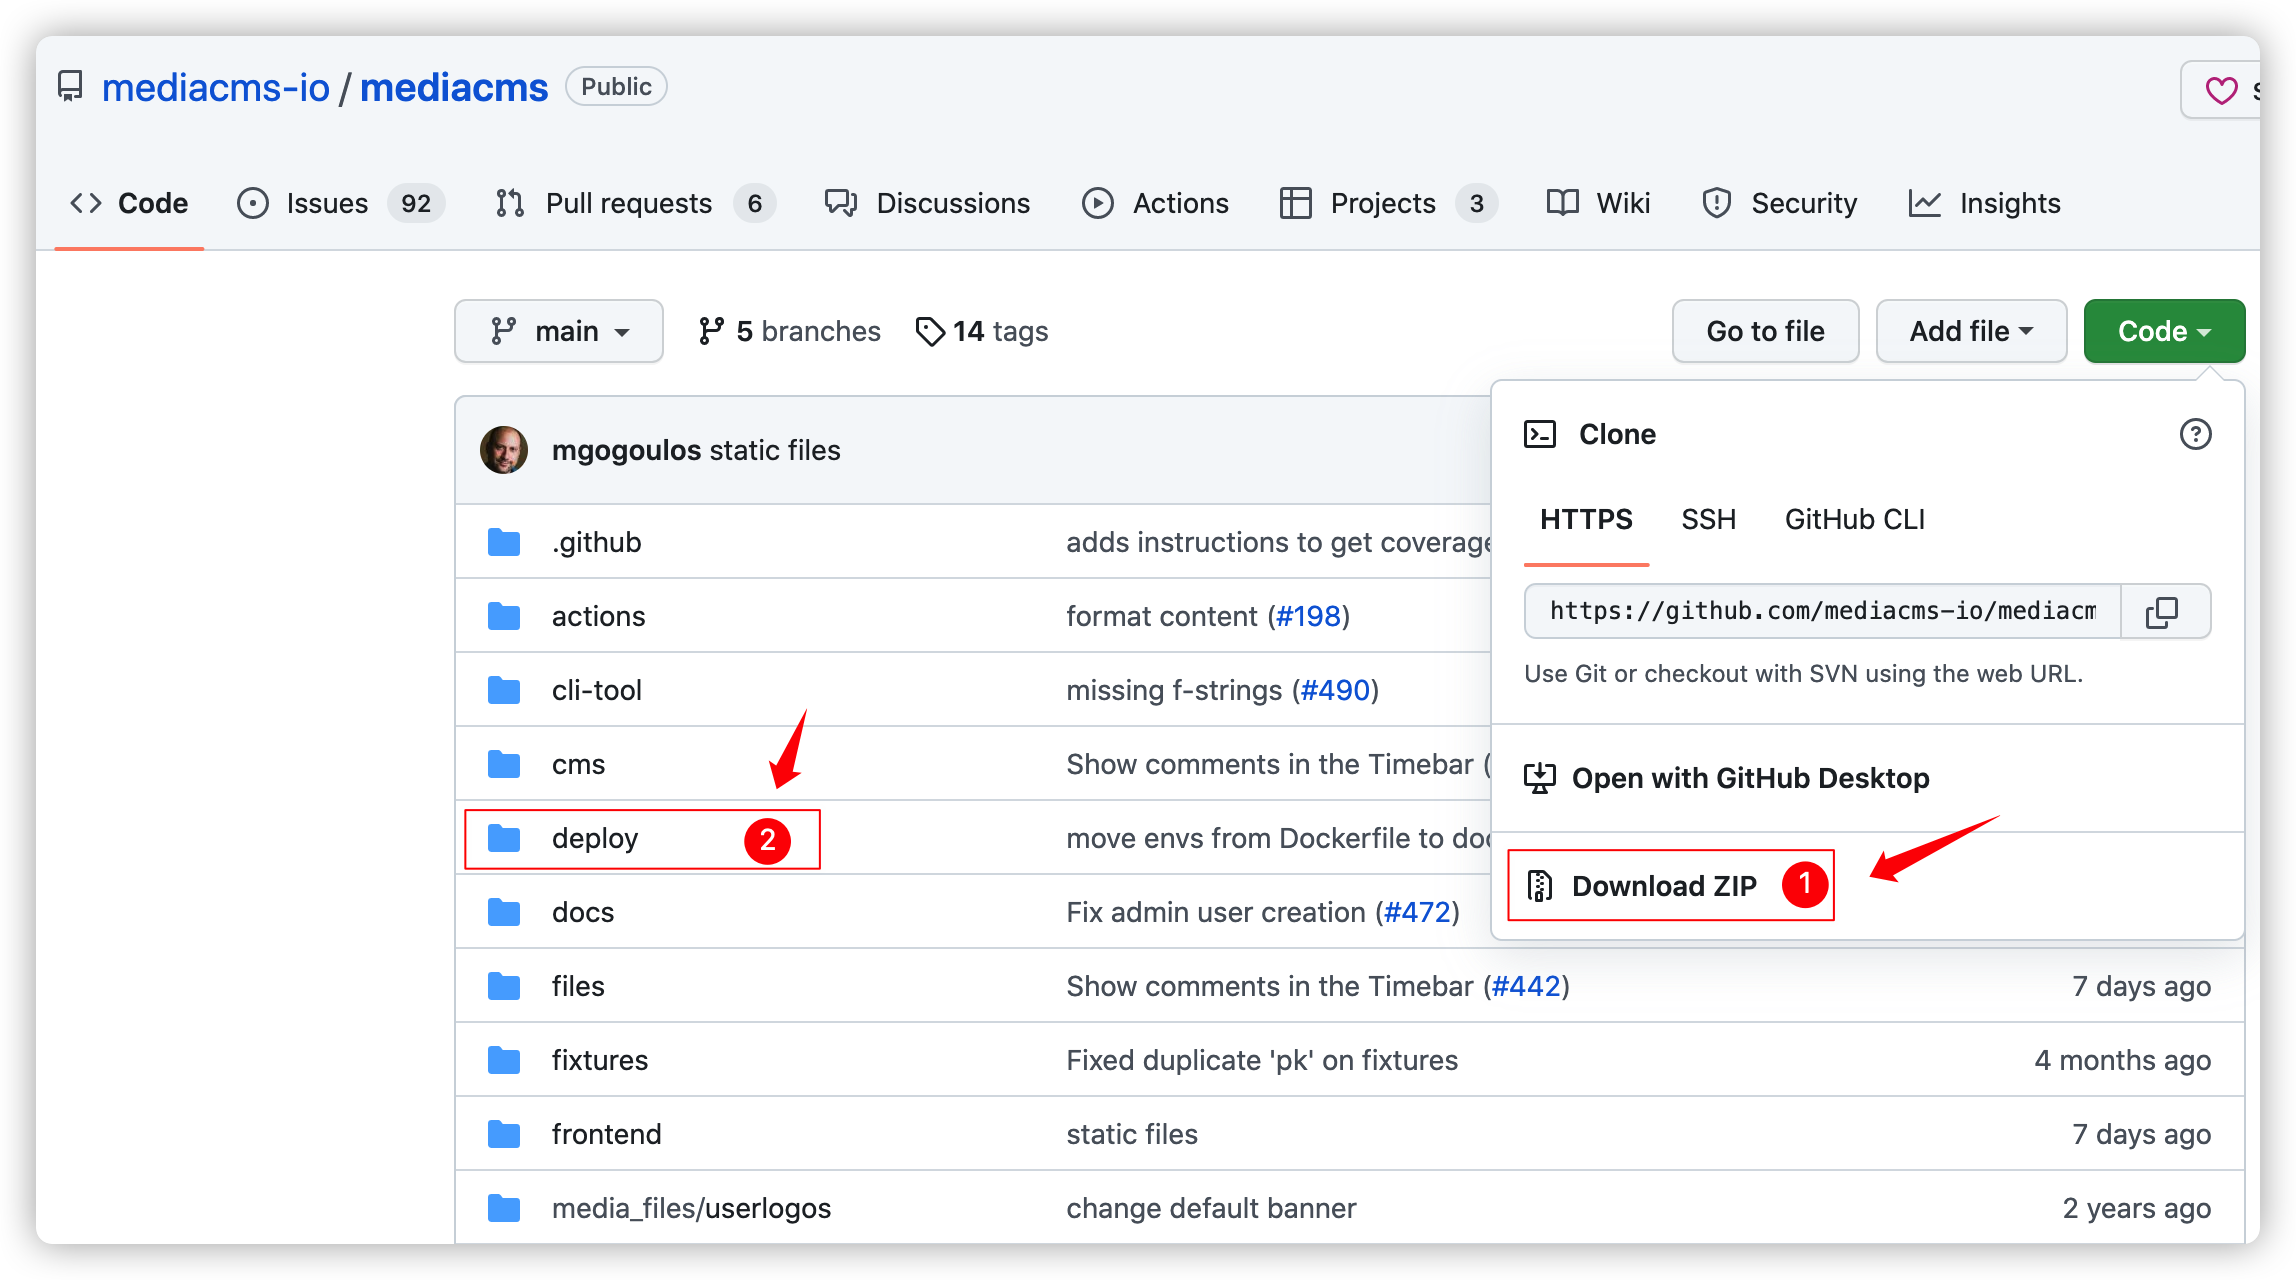 mediacms-io / mediacms Public
Code Issues 92 Pull requests 6 Discussions Actions Projects 3 Wiki Security Insights
main 5 branches 14 tags Go to file Add file Code
mgogoulos static files
Clone
HTTPS SSH GitHub CLI
https://github.com/mediacms-io/mediacm
Use Git or checkout with SVN using the web URL.
Open with GitHub Desktop
Download ZIP 1
.github adds instructions to get coverage
actions format content (#198)
cli-tool missing f-strings (#490)
cms Show comments in the Timebar (
deploy 2 move envs from Dockerfile to doc
docs Fix admin user creation (#472)
files Show comments in the Timebar (#442) 7 days ago
fixtures Fixed duplicate 'pk' on fixtures 4 months ago
frontend static files 7 days ago
media_files/userlogos change default banner 2 years ago